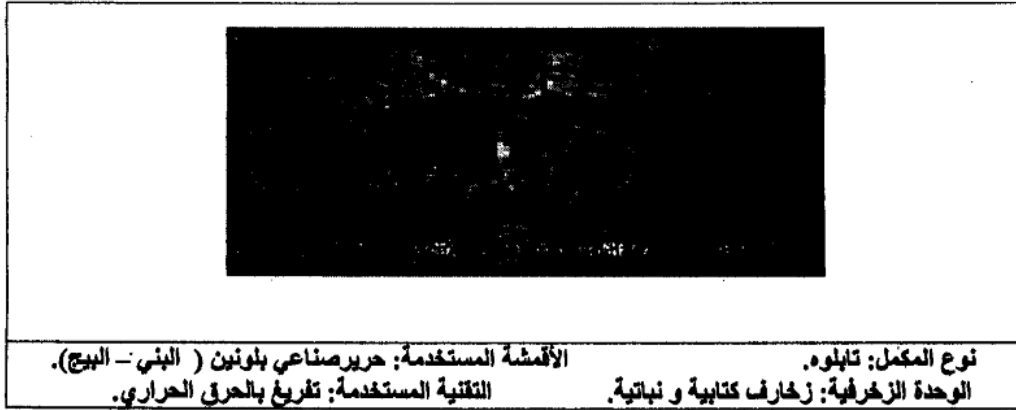 نوع المكمل: تابلوه. الأقمشة المستخدمة: حريرصناعي بلونين ( البني – البيج).
الوحدة الزخرفية: زخارف كتابية و نباتية. التقنية المستخدمة: تفريغ بالحرق الحراري.